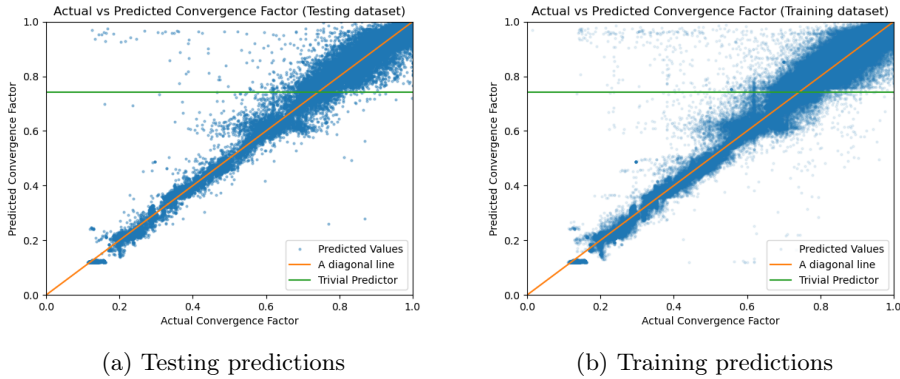 Actual vs Predicted Convergence Factor (Testing dataset)
1.0
0.8
0.6
0.4
0.2
0.0
Predicted Convergence Factor
Predicted Values
A diagonal line
Trivial Predictor
0.0 0.2 0.4 0.6 0.8 1.0
Actual Convergence Factor
(a) Testing predictions
Actual vs Predicted Convergence Factor (Training dataset)
1.0
0.8
0.6
0.4
0.2
0.0
Predicted Convergence Factor
Predicted Values
A diagonal line
Trivial Predictor
0.0 0.2 0.4 0.6 0.8 1.0
Actual Convergence Factor
(b) Training predictions